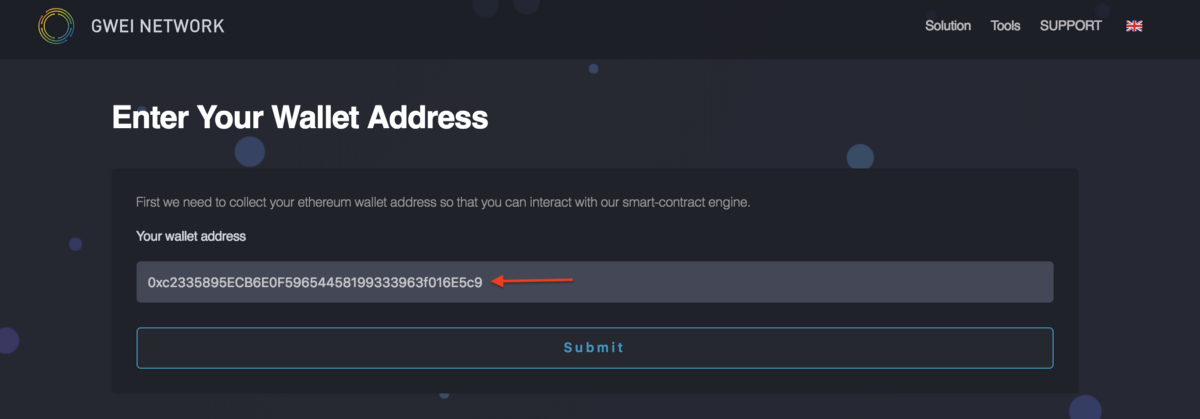 GWEI NETWORK
Solution Tools SUPPORT
Enter Your Wallet Address
First we need to collect your ethereum wallet address so that you can interact with our smart-contract engine.
Your wallet address
0xc2335895ECB6E0F59654458199333963f016E5c9
Submit